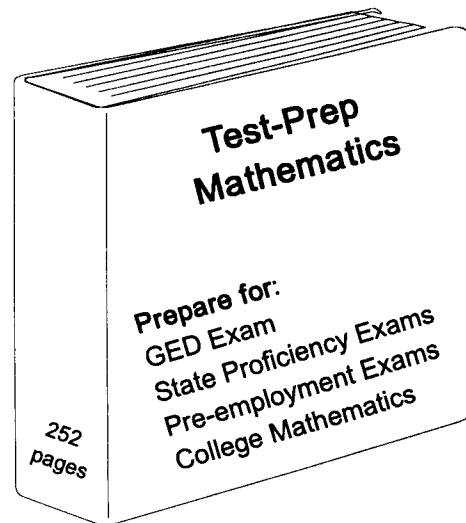 Test-Prep
Mathematics
Prepare for:
GED Exam
State Proficiency Exams
Pre-employment Exams
College Mathematics
252
pages